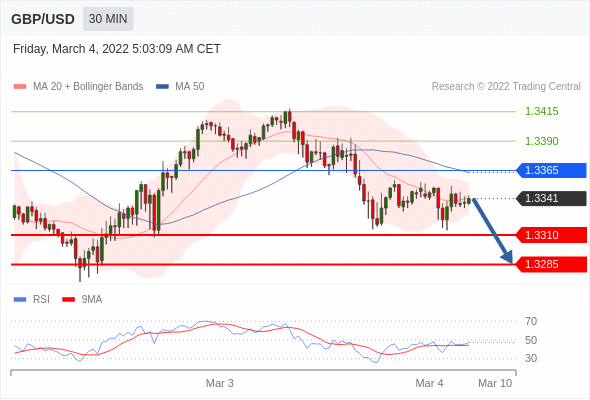 GBP/USD 30 MIN
Friday, March 4, 2022 5:03:09 AM CET
MA 20 + Bollinger Bands MA 50 Research © 2022 Trading Central
1.3415
1.3390
1.3365
1.3341
1.3310
1.3285
RSI 9MA
70
50
30
Mar 3 Mar 4 Mar 10